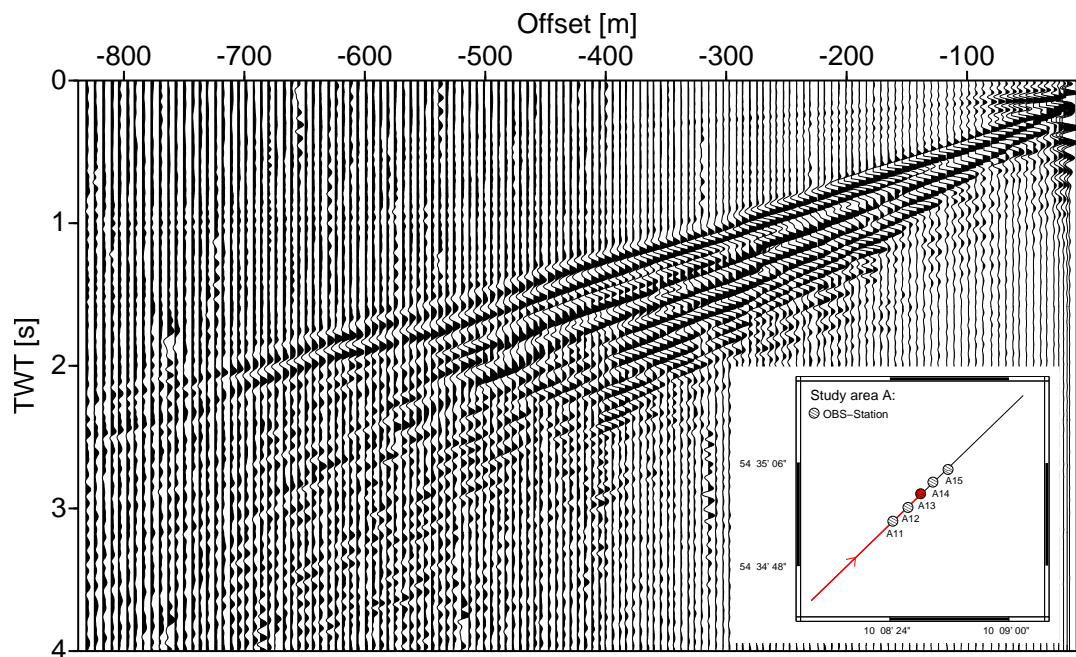 Offset [m]
-800 -700 -600 -500 -400 -300 -200 -100
TWT [s]
0
1
2
3
4
Study area A:
OBS–Station
54 35' 06"
A15
A14
A13
A12
A11
54 34' 48"
10 08' 24" 10 09' 00"